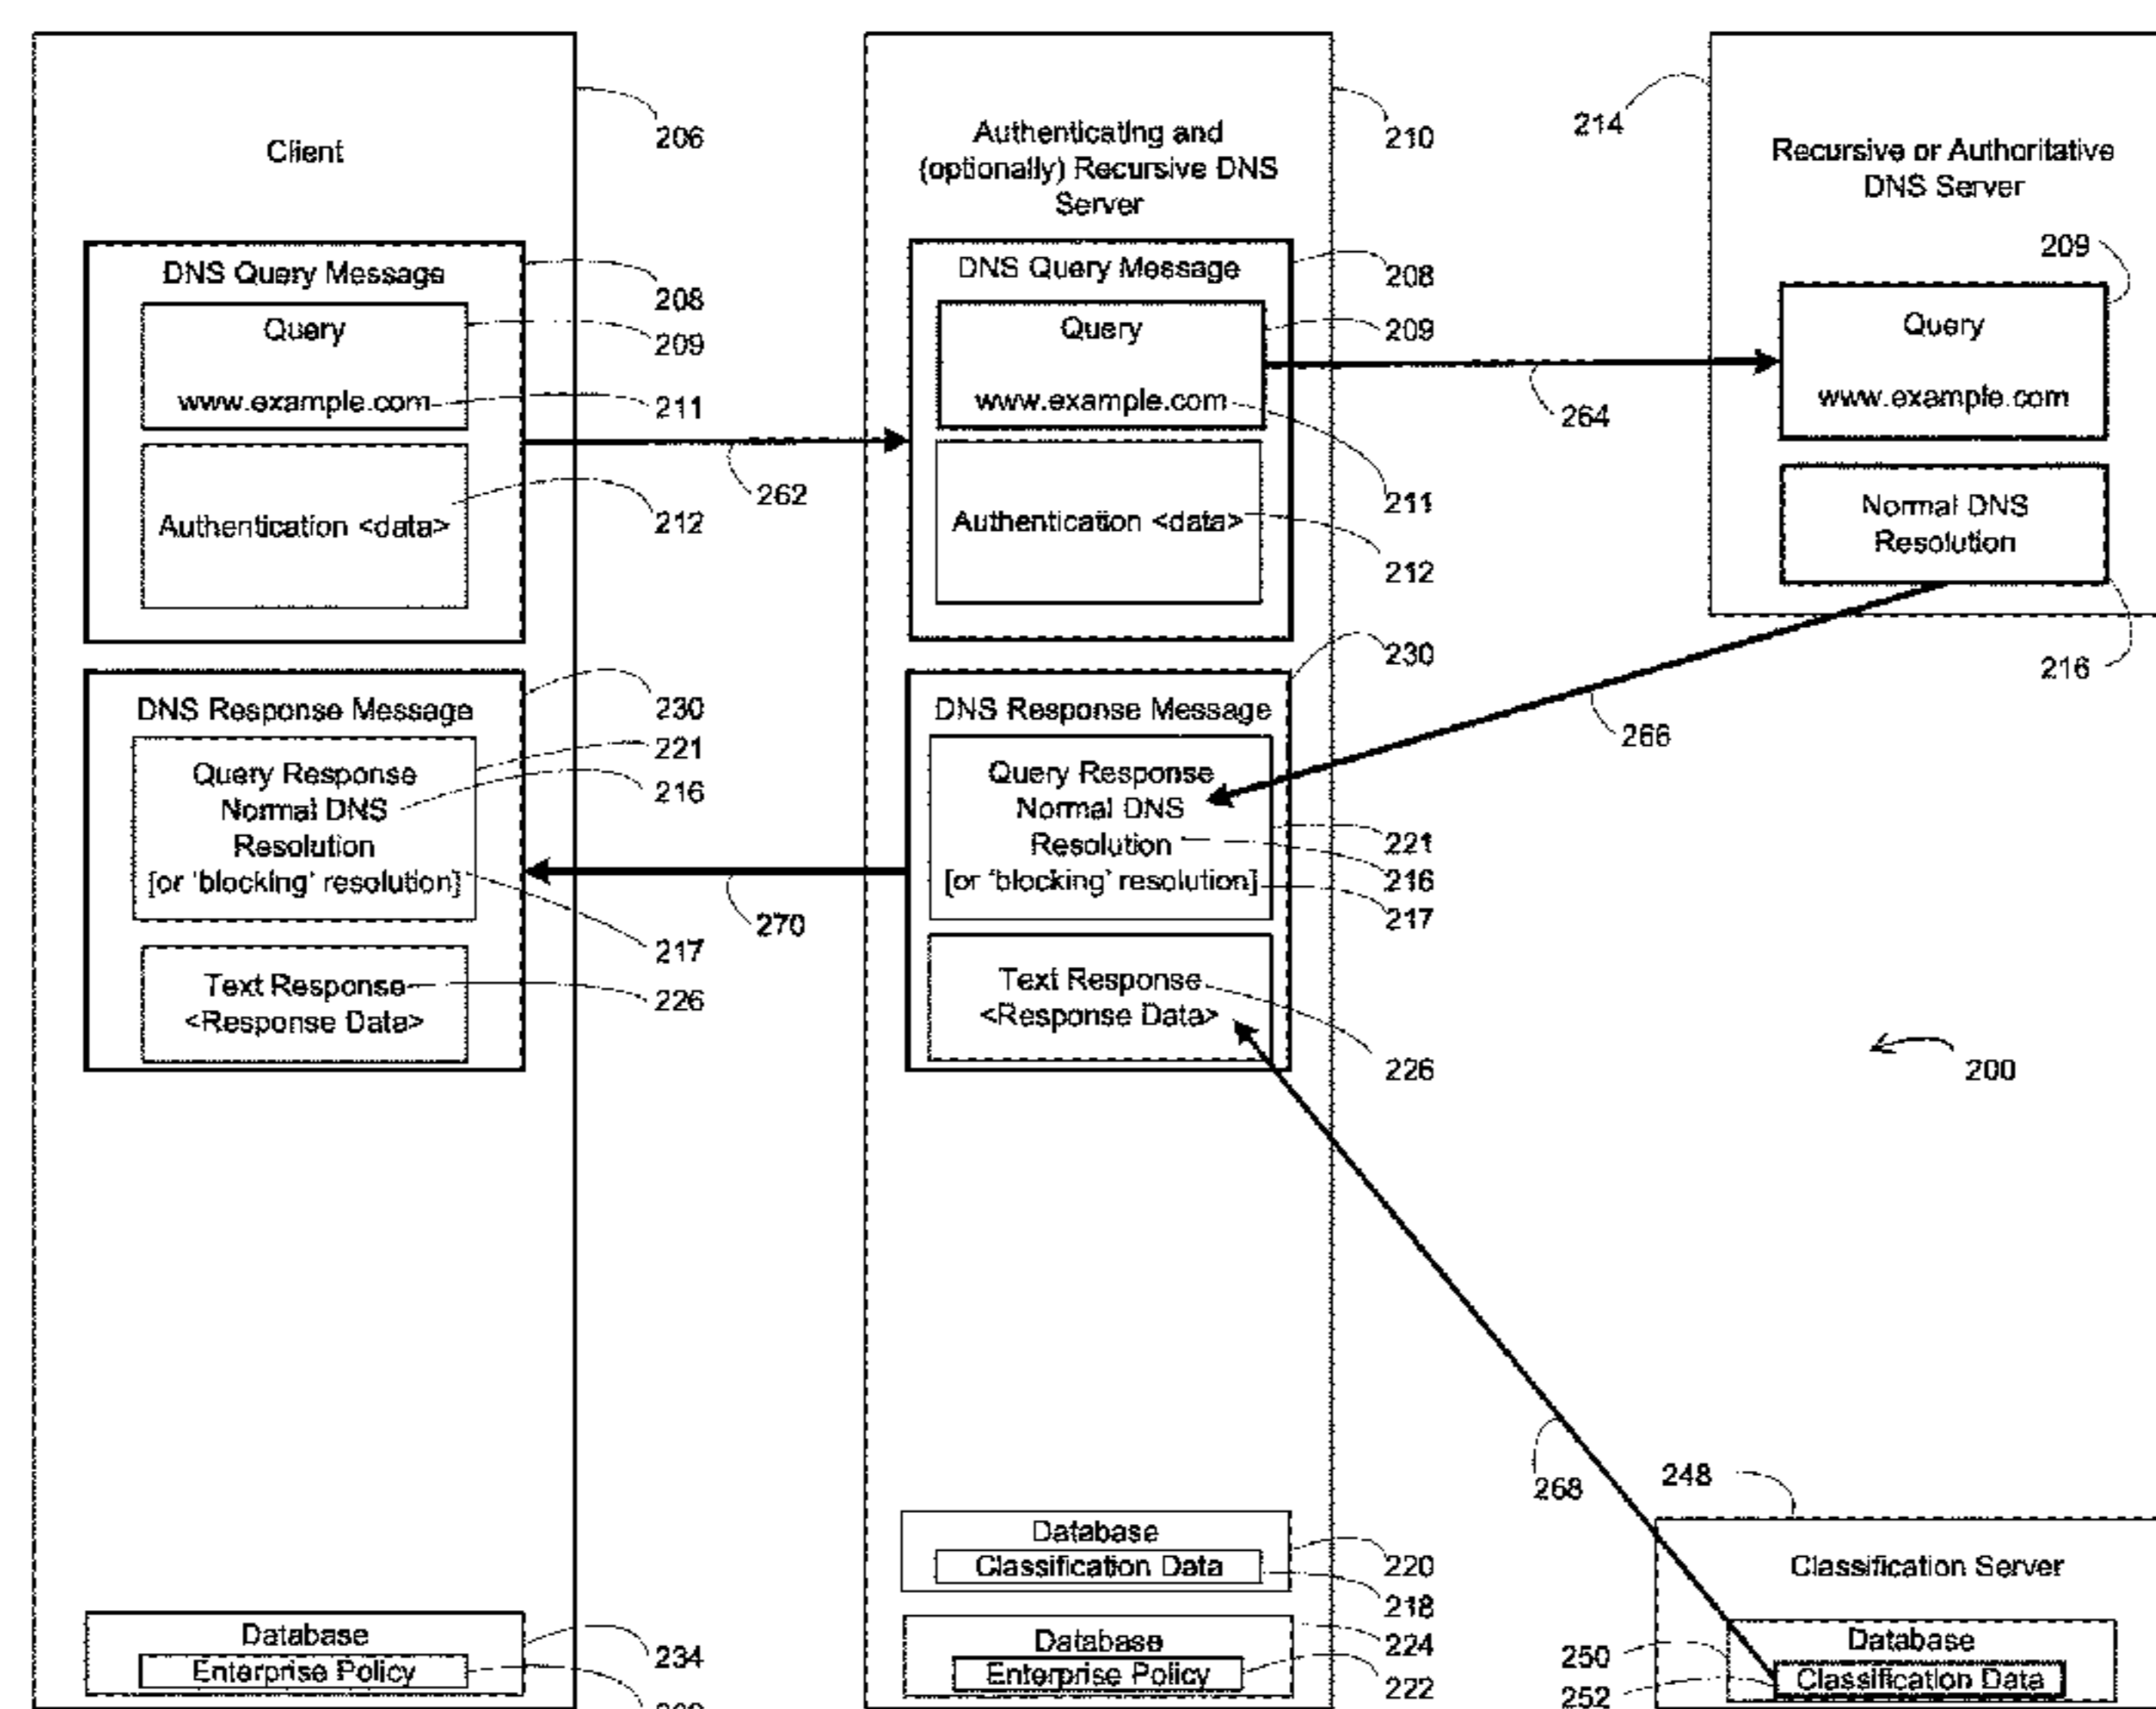 Client
206
DNS Query Message
208
Query
209
www.example.com
211
Authentication <data>
212
262
DNS Response Message
230
221
Query Response
Normal DNS
216
Resolution
[or 'blocking' resolution]
217
Text Response
226
<Response Data>
270
Database
234
Enterprise Policy
Authenticating and
(optionally) Recursive DNS
Server
210
DNS Query Message
208
Query
209
www.example.com
211
Authentication <data>
212
264
230
DNS Response Message
Query Response
Normal DNS
Resolution
221
216
[or 'blocking' resolution]
217
Text Response
<Response Data>
226
266
268
Database
220
Classification Data
218
Database
224
Enterprise Policy
222
214
Recursive or Authoritative
DNS Server
209
Query
www.example.com
Normal DNS
Resolution
216
200
248
Classification Server
Database
250
Classification Data
252